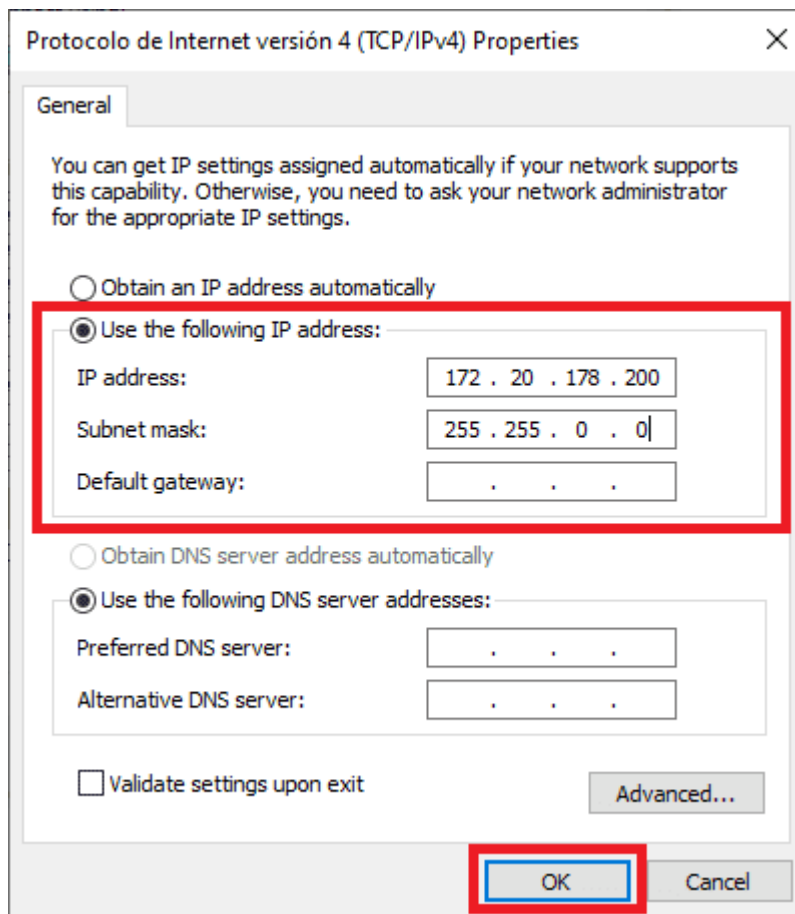 Protocolo de Internet versión 4 (TCP/IPv4) Properties
General
You can get IP settings assigned automatically if your network supports
this capability. Otherwise, you need to ask your network administrator
for the appropriate IP settings.
Obtain an IP address automatically
Use the following IP address:
IP address: 172 . 20 . 178 . 200
Subnet mask: 255 . 255 . 0 . 0
Default gateway: . . .
Obtain DNS server address automatically
Use the following DNS server addresses:
Preferred DNS server: . . .
Alternative DNS server: . . .
Validate settings upon exit
Advanced...
OK Cancel